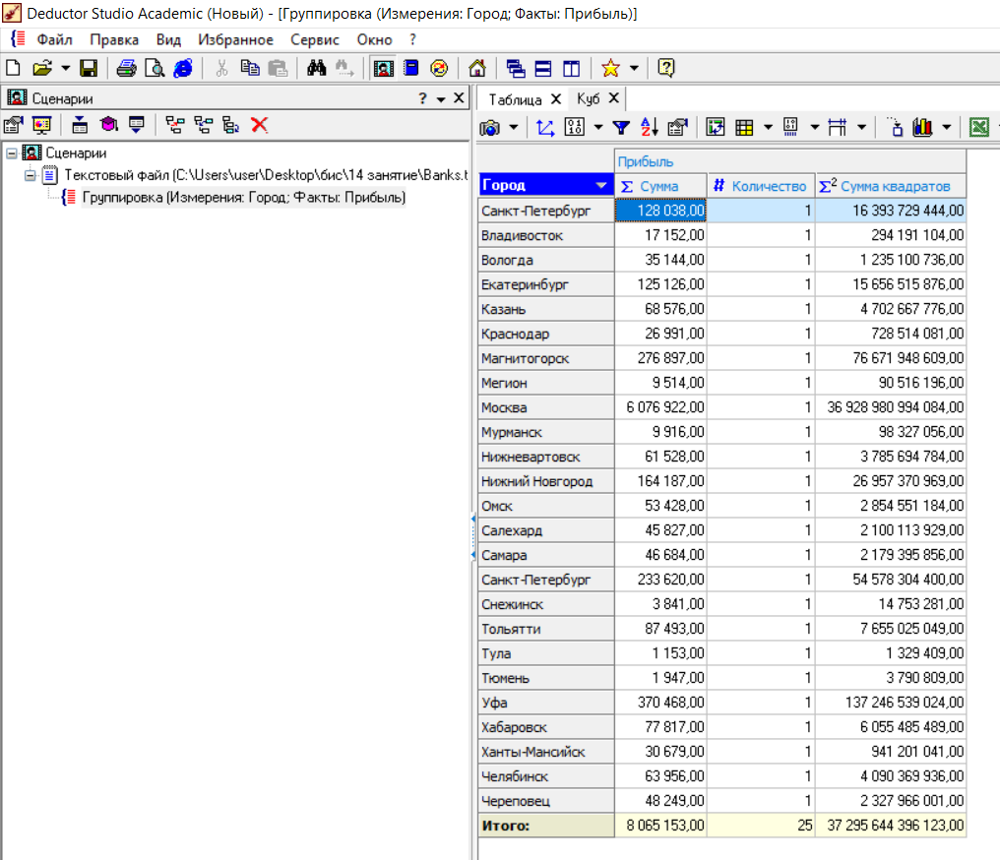 Deductor Studio Academic (Новый) - [Группировка (Измерения: Город; Факты: Прибыль)]
Файл Правка Вид Избранное Сервис Окно ?
Сценарии ?
Таблица X Куб X
Сценарии
Текстовый файл (C:\Users\user\Desktop\бис\14 занятие\Banks.t
Группировка (Измерения: Город; Факты: Прибыль)
Прибыль
Город Σ Сумма # Количество Σ2 Сумма квадратов
Санкт-Петербург 128 038,00 1 16 393 729 444,00
Владивосток 17 152,00 1 294 191 104,00
Вологда 35 144,00 1 1 235 100 736,00
Екатеринбург 125 126,00 1 15 656 515 876,00
Казань 68 576,00 1 4 702 667 776,00
Краснодар 26 991,00 1 728 514 081,00
Магнитогорск 276 897,00 1 76 671 948 609,00
Мегион 9 514,00 1 90 516 196,00
Москва 6 076 922,00 1 36 928 980 994 084,00
Мурманск 9 916,00 1 98 327 056,00
Нижневартовск 61 528,00 1 3 785 694 784,00
Нижний Новгород 164 187,00 1 26 957 370 969,00
Омск 53 428,00 1 2 854 551 184,00
Салехард 45 827,00 1 2 100 113 929,00
Самара 46 684,00 1 2 179 395 856,00
Санкт-Петербург 233 620,00 1 54 578 304 400,00
Снежинск 3 841,00 1 14 753 281,00
Тольятти 87 493,00 1 7 655 025 049,00
Тула 1 153,00 1 1 329 409,00
Тюмень 1 947,00 1 3 790 809,00
Уфа 370 468,00 1 137 246 539 024,00
Хабаровск 77 817,00 1 6 055 485 489,00
Ханты-Мансийск 30 679,00 1 941 201 041,00
Челябинск 63 956,00 1 4 090 369 936,00
Череповец 48 249,00 1 2 327 966 001,00
Итого: 8 065 153,00 25 37 295 644 396 123,00